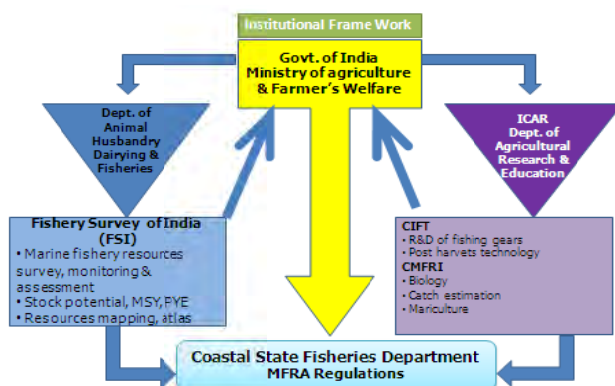 Institutional Frame Work
Govt. of India
Ministry of agriculture
& Farmer's Welfare
Dept. of
Animal
Husbandry
Dairying &
Fisheries
ICAR
Dept. of
Agricultural
Research &
Education
Fishery Survey of India
(FSI)
• Marine fishery resources
survey, monitoring &
assessment
• Stock potential, MSY,PYE
• Resources mapping, atlas
CIFT
• R&D of fishing gears
• Post harvets technology
CMFRI
• Biology
• Catch estimation
• Mariculture
Coastal State Fisheries Department
MFRA Regulations